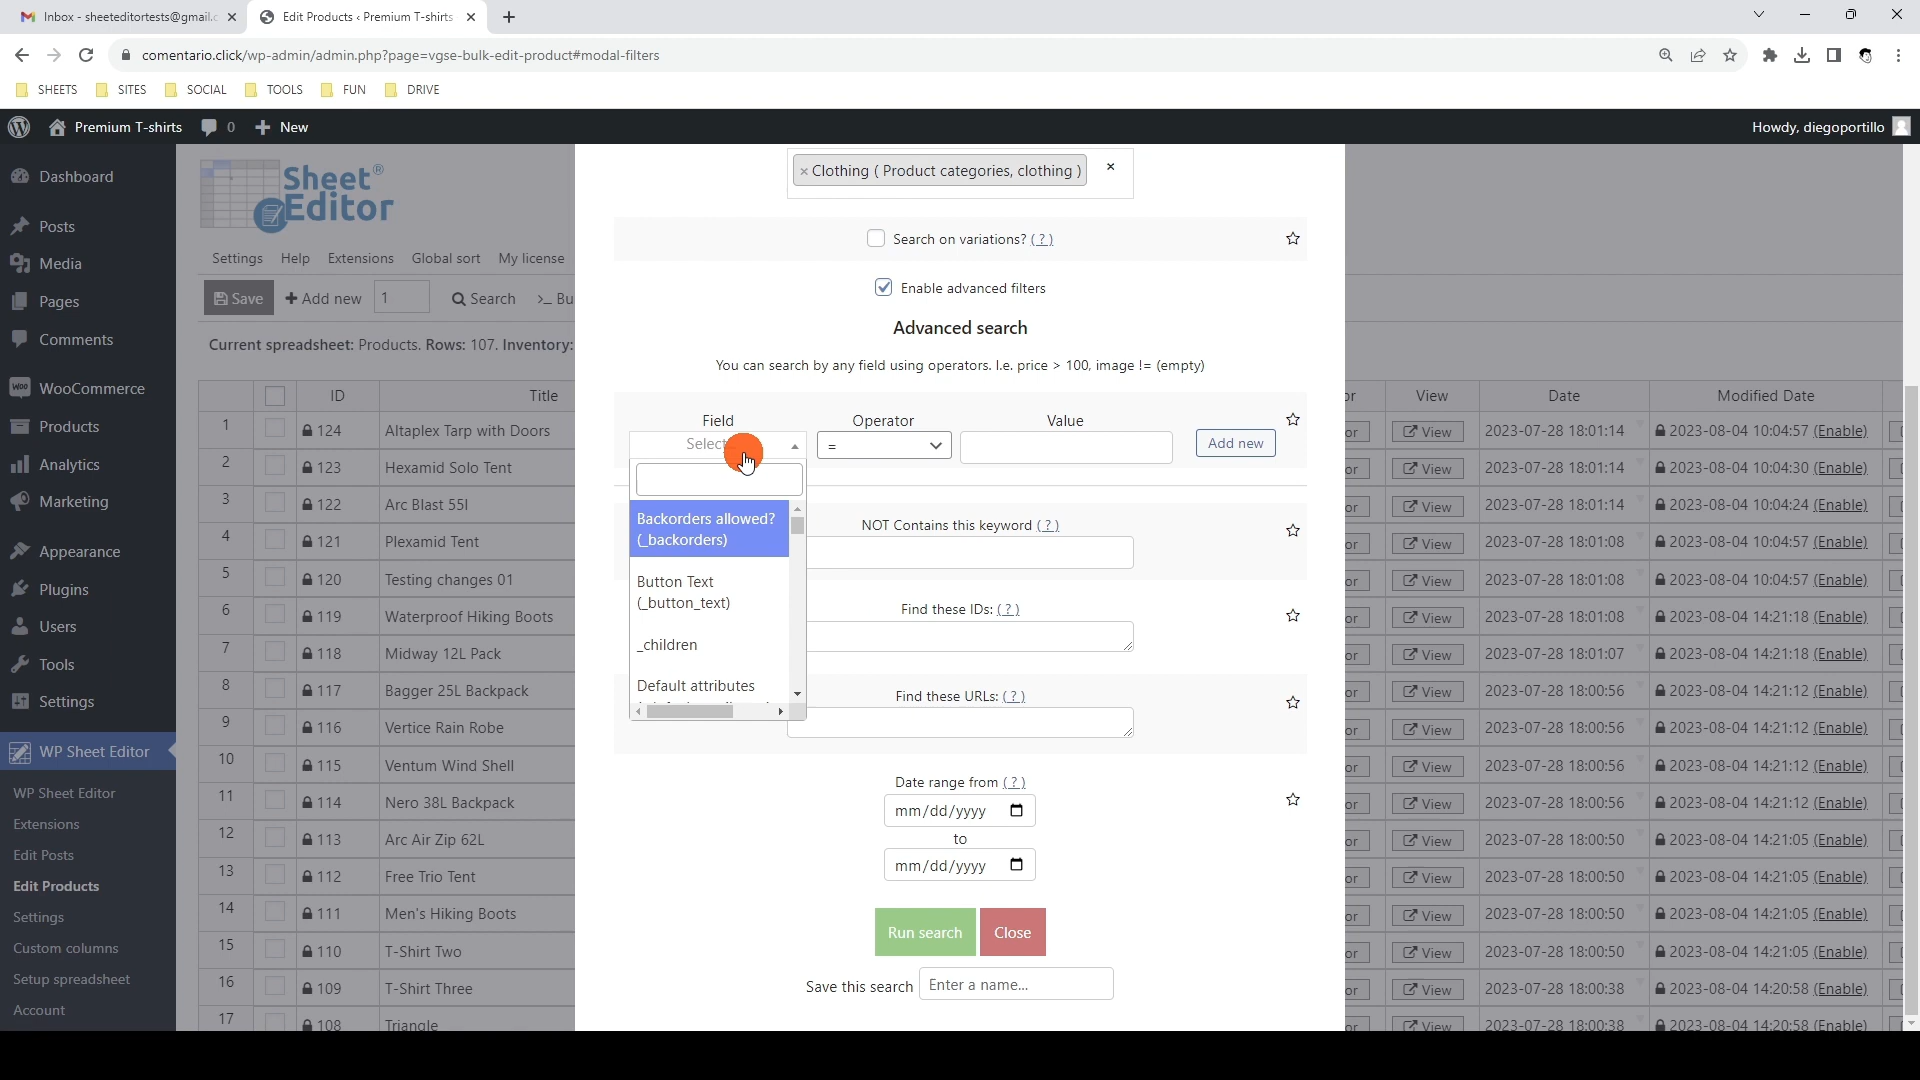 Inbox - sheeteditortests@gmail.c
Edit Products ‹ Premium T-shirts
comentario.click/wp-admin/admin.php?page=vgse-bulk-edit-product#modal-filters
SHEETS SITES SOCIAL TOOLS FUN DRIVE
Premium T-shirts 0 New
Howdy, diegoportillo
Dashboard
Posts
Media
Pages
Comments
WooCommerce
Products
Analytics
Marketing
Appearance
Plugins
Users
Tools
Settings
WP Sheet Editor
WP Sheet Editor
Extensions
Edit Posts
Edit Products
Settings
Custom columns
Setup spreadsheet
Account
Sheet®
Editor
Settings Help Extensions Global sort My license
Save Add new 1 Search >_ Bu
Current spreadsheet: Products. Rows: 107. Inventory:
ID Title
1 124 Altaplex Tarp with Doors
2 123 Hexamid Solo Tent
3 122 Arc Blast 55l
4 121 Plexamid Tent
5 120 Testing changes 01
6 119 Waterproof Hiking Boots
7 118 Midway 12L Pack
8 117 Bagger 25L Backpack
9 116 Vertice Rain Robe
10 115 Ventum Wind Shell
11 114 Nero 38L Backpack
12 113 Arc Air Zip 62L
13 112 Free Trio Tent
14 111 Men's Hiking Boots
15 110 T-Shirt Two
16 109 T-Shirt Three
17 108 Triangle
× Clothing ( Product categories, clothing ) ×
Search on variations? (?)
Enable advanced filters
Advanced search
You can search by any field using operators. I.e. price > 100, image != (empty)
Field Operator Value
Select = Add new
Backorders allowed?
(_backorders)
Button Text
(_button_text)
_children
Default attributes
NOT Contains this keyword (?)
Find these IDs: (?)
Find these URLs: (?)
Date range from (?)
mm/dd/yyyy
to
mm/dd/yyyy
Run search Close
Save this search Enter a name...
or View Date Modified Date
or View 2023-07-28 18:01:14 2023-08-04 10:04:57 (Enable)
or View 2023-07-28 18:01:14 2023-08-04 10:04:30 (Enable)
or View 2023-07-28 18:01:14 2023-08-04 10:04:24 (Enable)
or View 2023-07-28 18:01:08 2023-08-04 10:04:57 (Enable)
or View 2023-07-28 18:01:08 2023-08-04 10:04:57 (Enable)
or View 2023-07-28 18:01:08 2023-08-04 14:21:18 (Enable)
or View 2023-07-28 18:01:07 2023-08-04 14:21:18 (Enable)
or View 2023-07-28 18:00:56 2023-08-04 14:21:12 (Enable)
or View 2023-07-28 18:00:56 2023-08-04 14:21:12 (Enable)
or View 2023-07-28 18:00:56 2023-08-04 14:21:12 (Enable)
or View 2023-07-28 18:00:56 2023-08-04 14:21:12 (Enable)
or View 2023-07-28 18:00:50 2023-08-04 14:21:05 (Enable)
or View 2023-07-28 18:00:50 2023-08-04 14:21:05 (Enable)
or View 2023-07-28 18:00:50 2023-08-04 14:21:05 (Enable)
or View 2023-07-28 18:00:50 2023-08-04 14:21:05 (Enable)
or View 2023-07-28 18:00:38 2023-08-04 14:20:58 (Enable)
or View 2023-07-28 18:00:38 2023-08-04 14:20:58 (Enable)